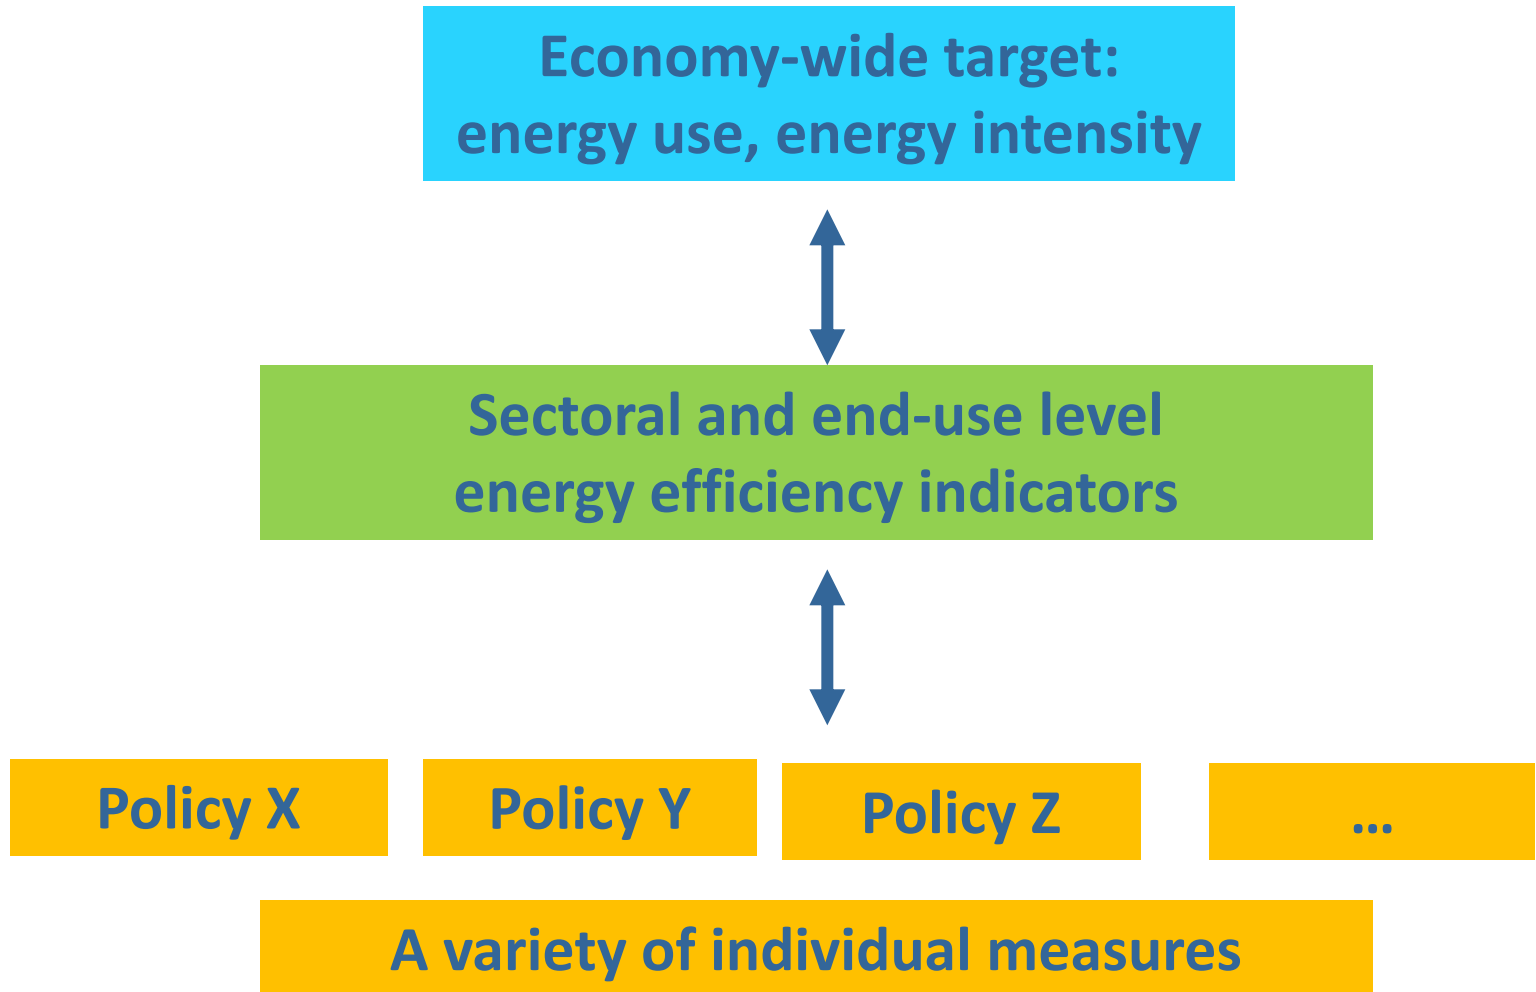 Economy-wide target:
energy use, energy intensity
Sectoral and end-use level
energy efficiency indicators
Policy X
Policy Y
Policy Z
...
A variety of individual measures